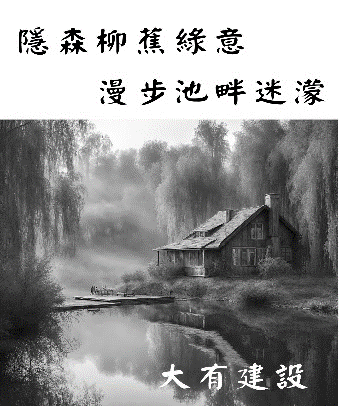 隱森柳蕉綠意
漫步池畔迷濛
大有建設